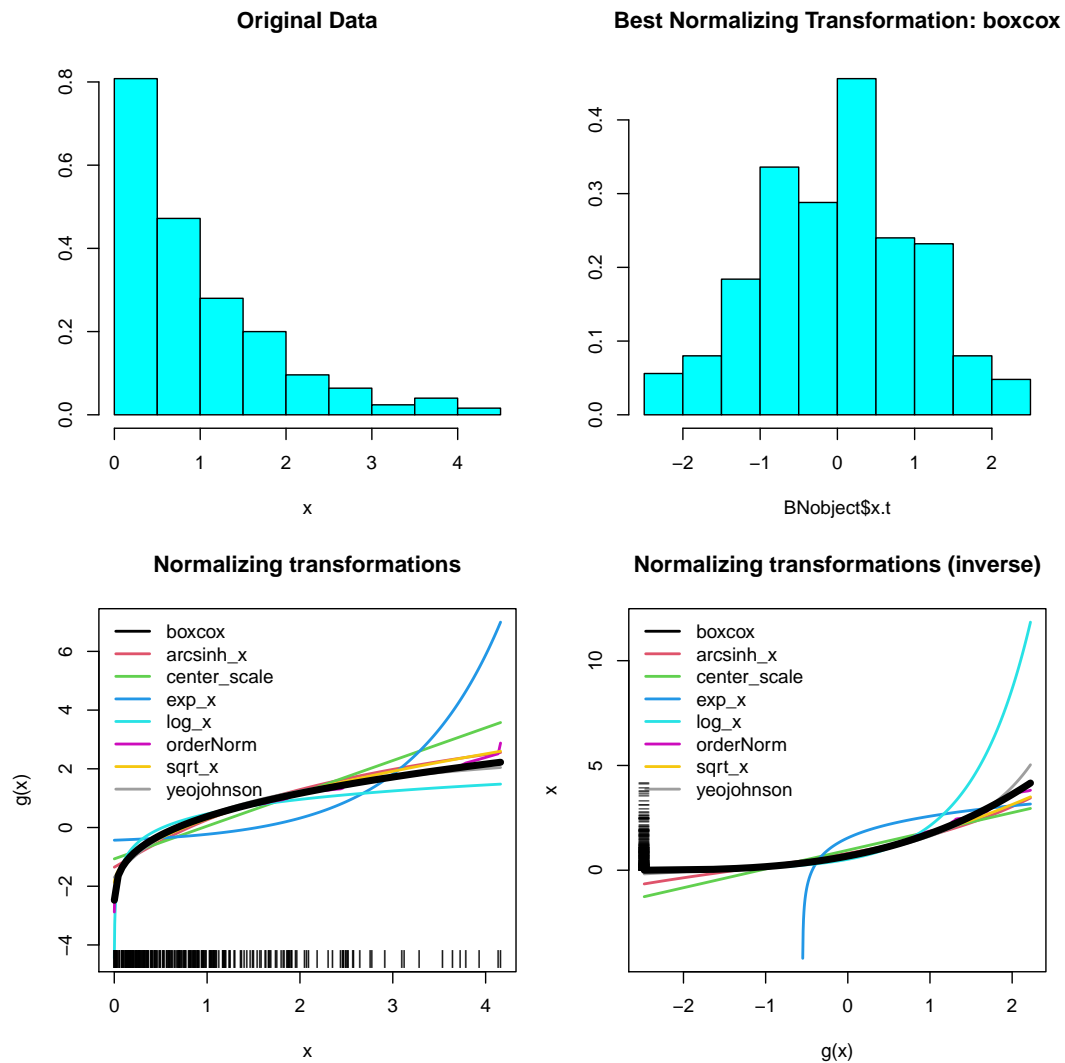 Original Data
0.0 0.2 0.4 0.6 0.8
0 1 2 3 4
x
Best Normalizing Transformation: boxcox
0.0 0.1 0.2 0.3 0.4
−2 −1 0 1 2
BNobject$x.t
Normalizing transformations
g(x)
−4 −2 0 2 4 6
boxcox
arcsinh_x
center_scale
exp_x
log_x
orderNorm
sqrt_x
yeojohnson
0 1 2 3 4
x
Normalizing transformations (inverse)
x
0 5 10
boxcox
arcsinh_x
center_scale
exp_x
log_x
orderNorm
sqrt_x
yeojohnson
−2 −1 0 1 2
g(x)